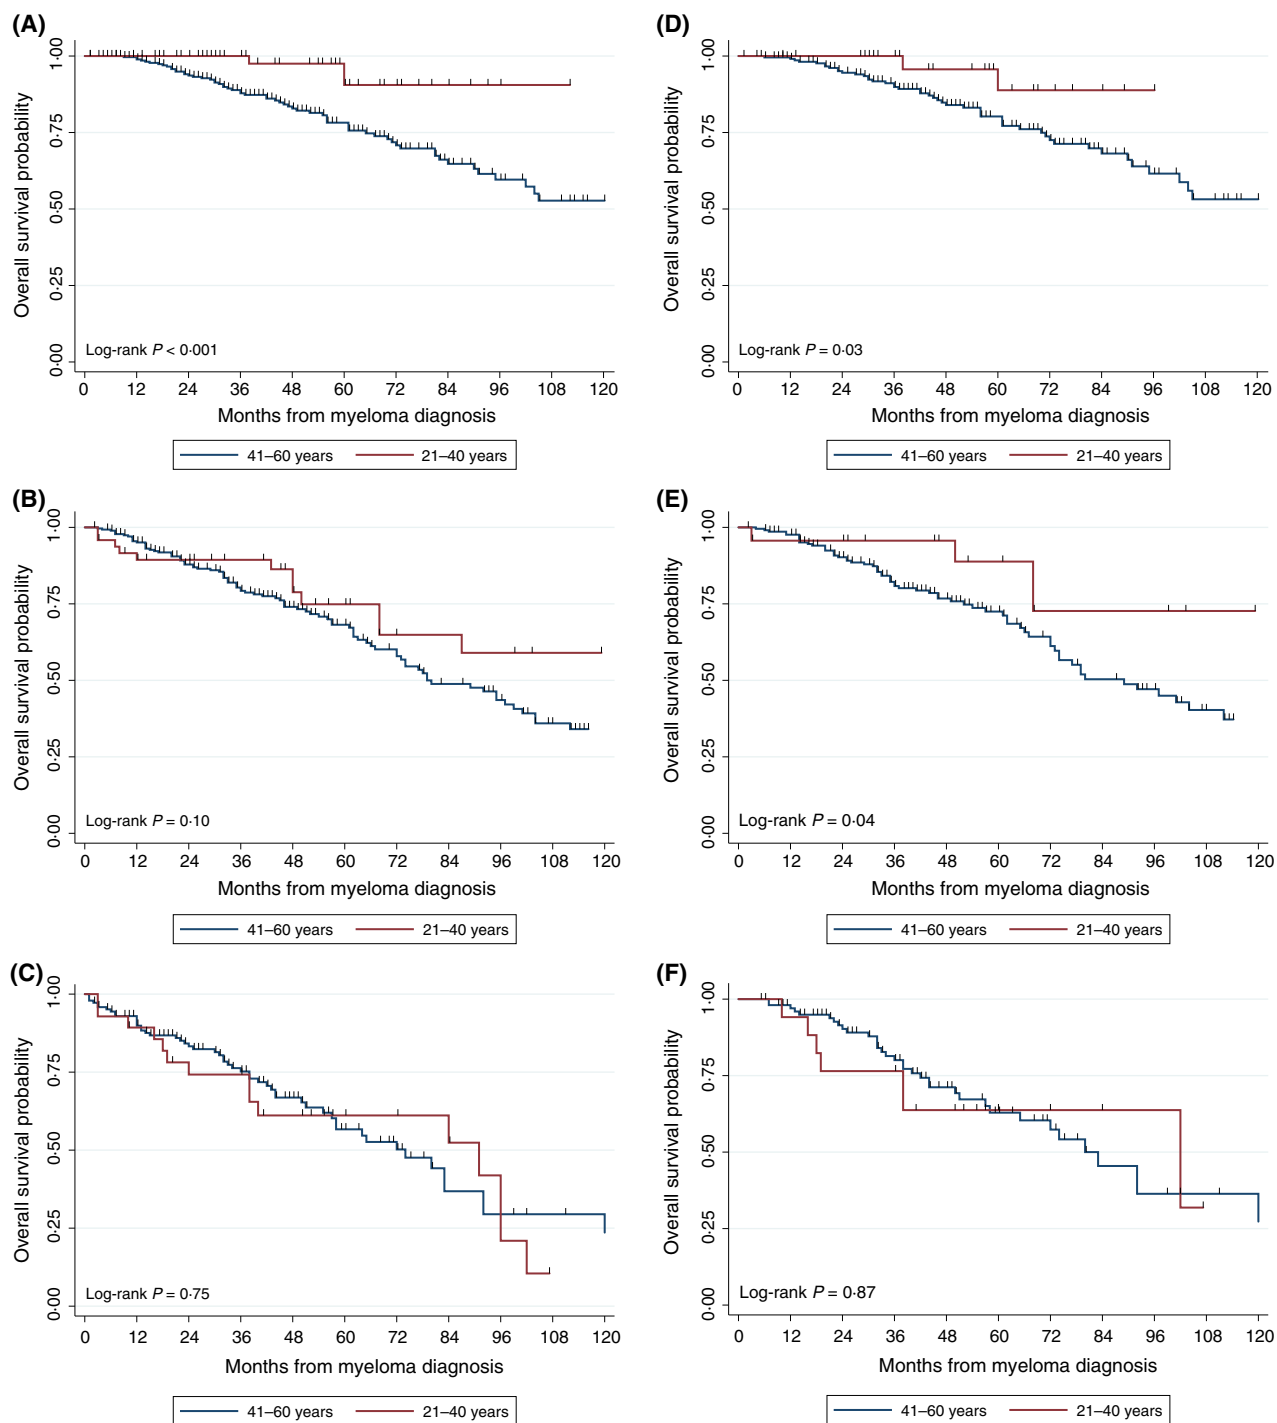 (A)
Overall survival probability
1·00
0·75
0·50
0·25
0·00
Log-rank P < 0·001
0 12 24 36 48 60 72 84 96 108 120
Months from myeloma diagnosis
41–60 years 21–40 years
(D)
Overall survival probability
1·00
0·75
0·50
0·25
0·00
Log-rank P = 0·03
0 12 24 36 48 60 72 84 96 108 120
Months from myeloma diagnosis
41–60 years 21–40 years
(B)
Overall survival probability
1·00
0·75
0·50
0·25
0·00
Log-rank P = 0·10
0 12 24 36 48 60 72 84 96 108 120
Months from myeloma diagnosis
41–60 years 21–40 years
(E)
Overall survival probability
1·00
0·75
0·50
0·25
0·00
Log-rank P = 0·04
0 12 24 36 48 60 72 84 96 108 120
Months from myeloma diagnosis
41–60 years 21–40 years
(C)
Overall survival probability
1·00
0·75
0·50
0·25
0·00
Log-rank P = 0·75
0 12 24 36 48 60 72 84 96 108 120
Months from myeloma diagnosis
41–60 years 21–40 years
(F)
Overall survival probability
1·00
0·75
0·50
0·25
0·00
Log-rank P = 0·87
0 12 24 36 48 60 72 84 96 108 120
Months from myeloma diagnosis
41–60 years 21–40 years